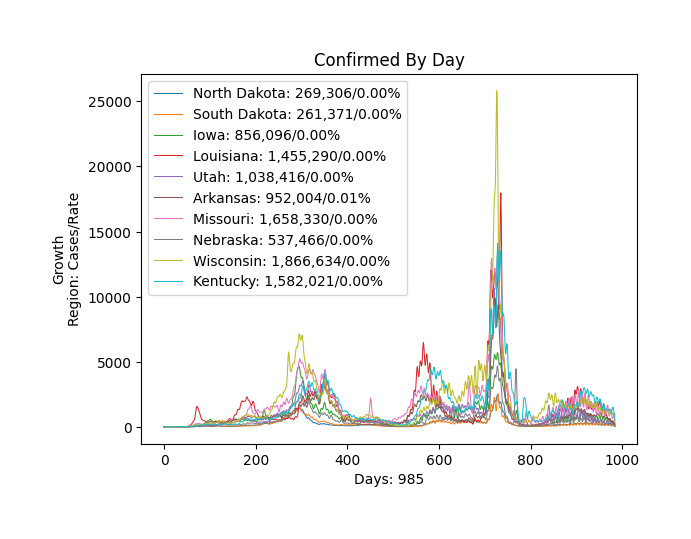 Confirmed By Day
25000
20000
15000
10000
5000
0
Growth
Region: Cases/Rate
North Dakota: 269,306/0.00%
South Dakota: 261,371/0.00%
Iowa: 856,096/0.00%
Louisiana: 1,455,290/0.00%
Utah: 1,038,416/0.00%
Arkansas: 952,004/0.01%
Missouri: 1,658,330/0.00%
Nebraska: 537,466/0.00%
Wisconsin: 1,866,634/0.00%
Kentucky: 1,582,021/0.00%
0 200 400 600 800 1000
Days: 985